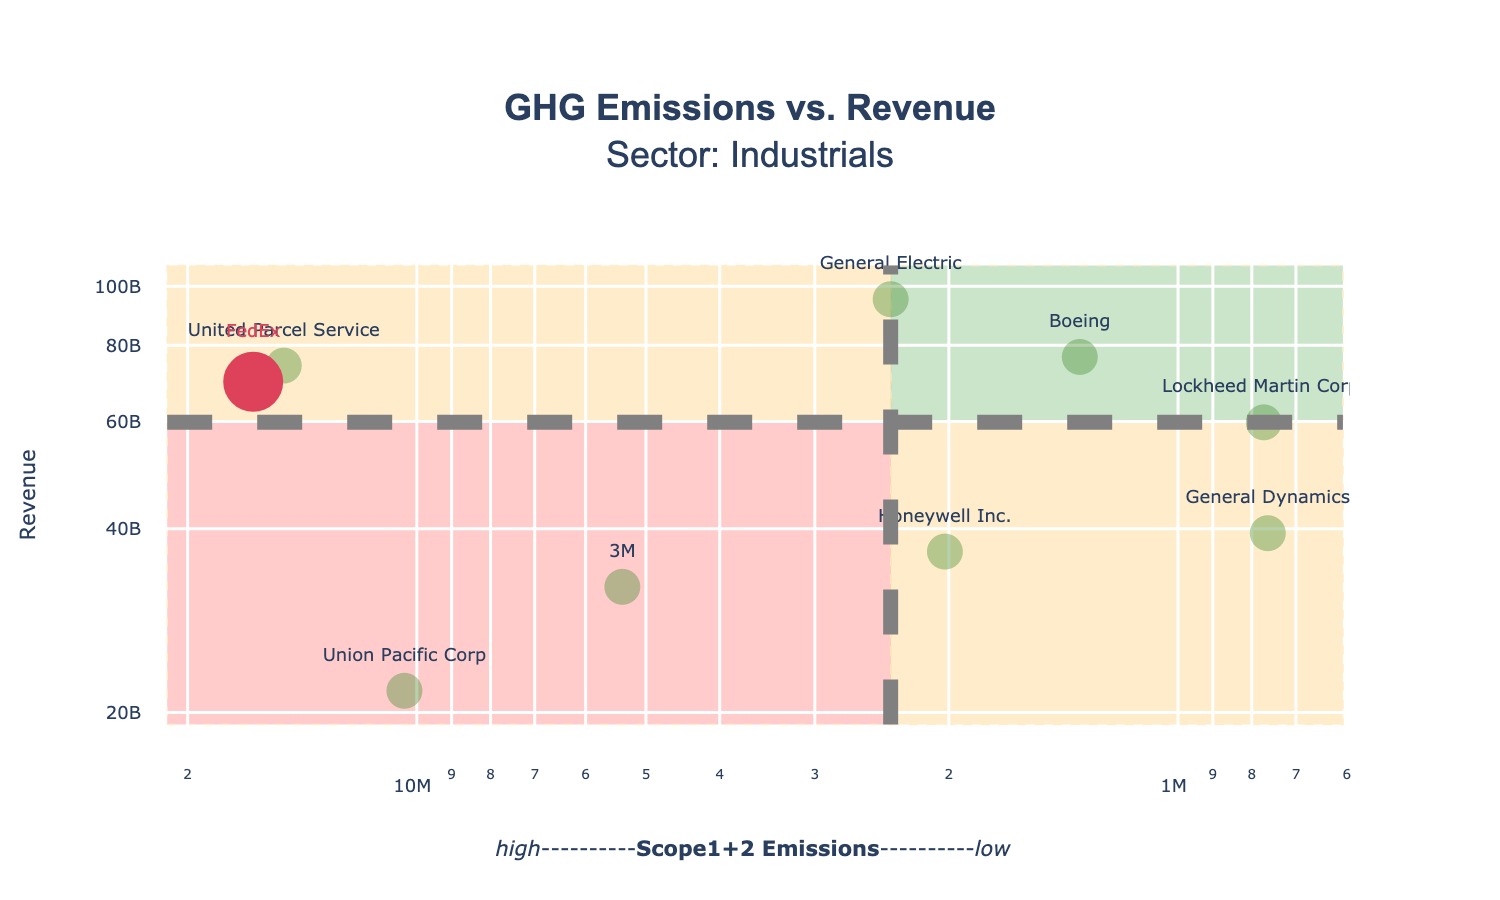 GHG Emissions vs. Revenue
Sector: Industrials
General Electric
100B
Boeing
United Parcel Service
FedEx
80B
Lockheed Martin Corp
60B
Revenue
General Dynamics
Honeywell Inc.
40B
3M
Union Pacific Corp
20B
2 10M 9 8 7 6 5 4 3 2 1M 9 8 7 6
high----------Scope1+2 Emissions----------low